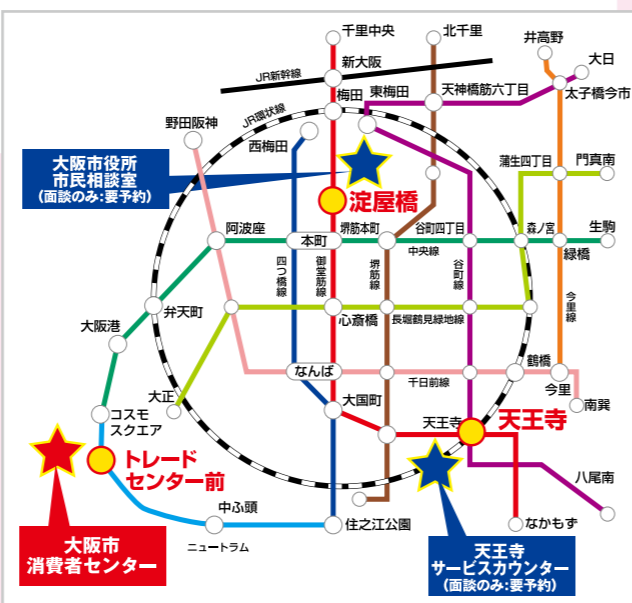 千里中央
北千里
井高野
大日
新大阪
JR新幹線
梅田
東梅田
天神橋筋六丁目
太子橋今市
JR環状線
野田阪神
西梅田
大阪市役所
市民相談室
(面談のみ:要予約)
蒲生四丁目
門真南
淀屋橋
阿波座
本町
堺筋本町
谷町四丁目
森ノ宮
生駒
中央線
緑橋
四つ橋線
御堂筋線
堺筋線
谷町線
今里線
弁天町
心斎橋
長堀鶴見緑地線
大阪港
なんば
鶴橋
千日前線
今里
大正
大国町
南巽
コスモ
スクエア
天王寺
天王寺
トレード
センター前
八尾南
中ふ頭
ニュートラム
住之江公園
なかもず
大阪市
消費者センター
天王寺
サービスカウンター
(面談のみ:要予約)